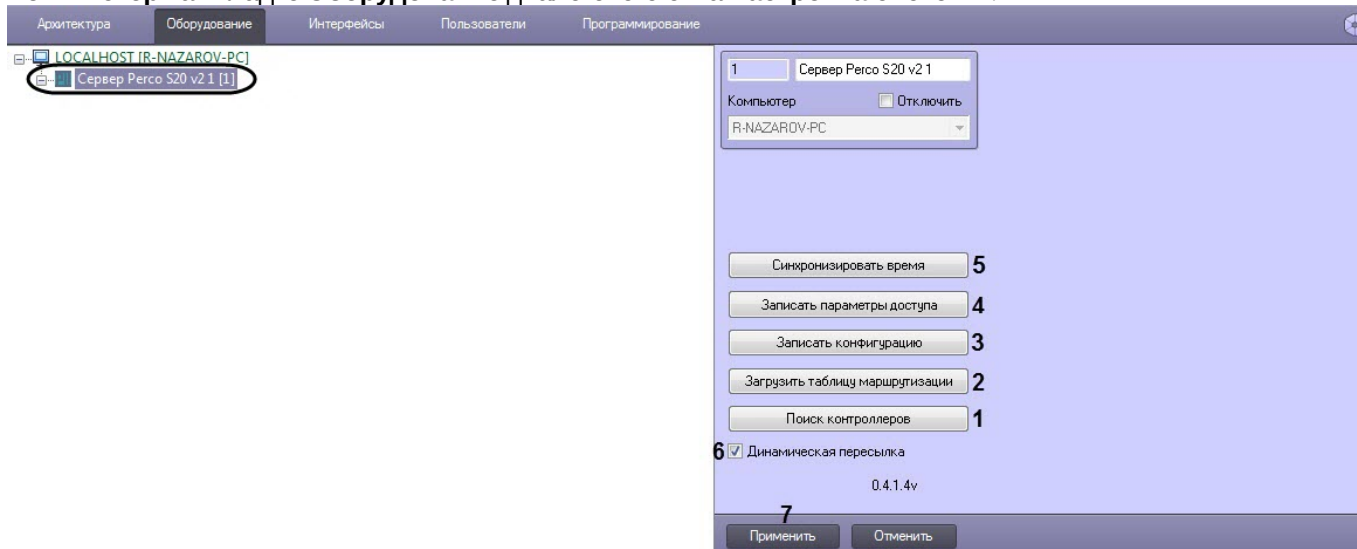 Архитектура Оборудование Интерфейсы Пользователи Программирование
LOCALHOST [R-NAZAROV-PC]
Сервер Perco S20 v2 1 [1]
1 Сервер Perco S20 v2 1
Компьютер Отключить
R-NAZAROV-PC
Синхронизировать время 5
Записать параметры доступа 4
Записать конфигурацию 3
Загрузить таблицу маршрутизации 2
Поиск контроллеров 1
6 Динамическая пересылка
0.4.1.4v
7
Применить Отменить